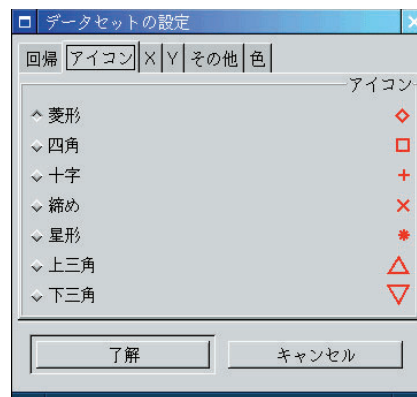 データセットの設定
回帰 アイコン X Y その他 色
アイコン
菱形
四角
十字
締め
星形
上三角
下三角
了解 キャンセル